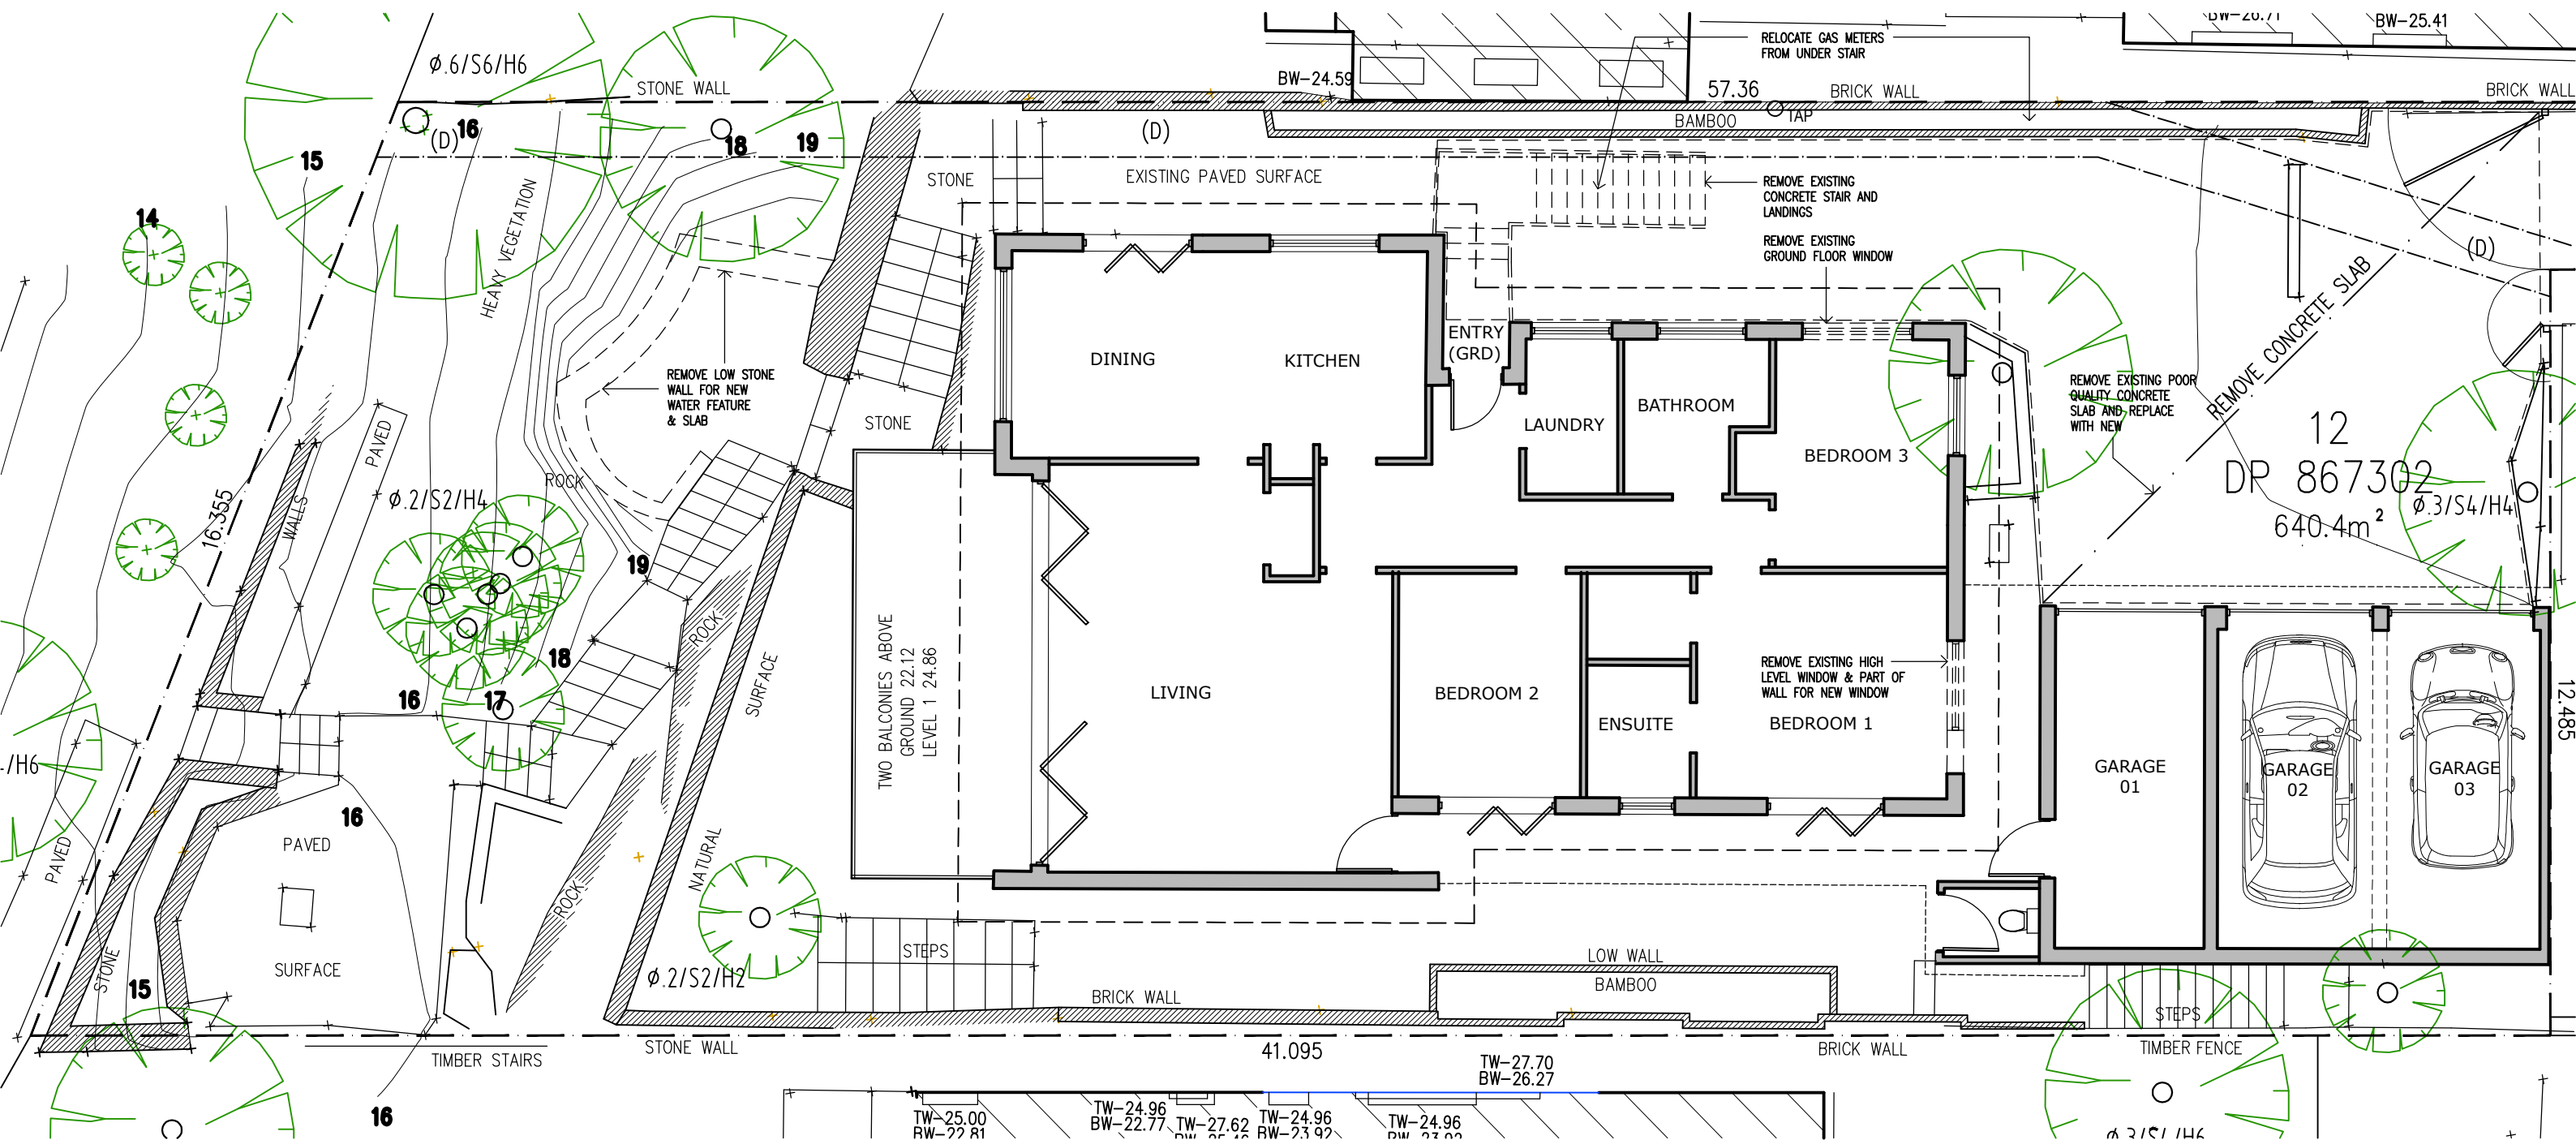 BW-25.41
RELOCATE GAS METERS
FROM UNDER STAIR
Ø.6/S6/H6
STONE WALL
BW-24.59
57.36
BRICK WALL
BRICK WALL
BAMBOO
TAP
(D)
16
15
18
19
(D)
EXISTING PAVED SURFACE
STONE
REMOVE EXISTING
CONCRETE STAIR AND
LANDINGS
14
HEAVY VEGETATION
REMOVE EXISTING
GROUND FLOOR WINDOW
(D)
REMOVE CONCRETE SLAB
ENTRY
(GRD)
DINING
KITCHEN
REMOVE LOW STONE
WALL FOR NEW
WATER FEATURE
& SLAB
STONE
LAUNDRY
BATHROOM
BEDROOM 3
REMOVE EXISTING POOR
QUALITY CONCRETE
SLAB AND REPLACE
WITH NEW
12
DP 867302
640.4m²
Ø.3/S4/H4
PAVED
ROCK
Ø.2/S2/H4
WALLS
16.355
19
ROCK
18
SURFACE
16
17
TWO BALCONIES ABOVE
GROUND 22.12
LEVEL 1 24.86
LIVING
BEDROOM 2
ENSUITE
REMOVE EXISTING HIGH
LEVEL WINDOW & PART OF
WALL FOR NEW WINDOW
BEDROOM 1
12.485
GARAGE
01
GARAGE
02
GARAGE
03
/H6
16
PAVED
PAVED
NATURAL
ROCK
STEPS
LOW WALL
BAMBOO
SURFACE
STONE
15
Ø.2/S2/H2
BRICK WALL
STEPS
TIMBER STAIRS
STONE WALL
41.095
BRICK WALL
TIMBER FENCE
TW-27.70
BW-26.27
16
TW-25.00
BW-22.81
TW-24.96
BW-22.77
TW-27.62
TW-24.96
BW-23.92
TW-24.96